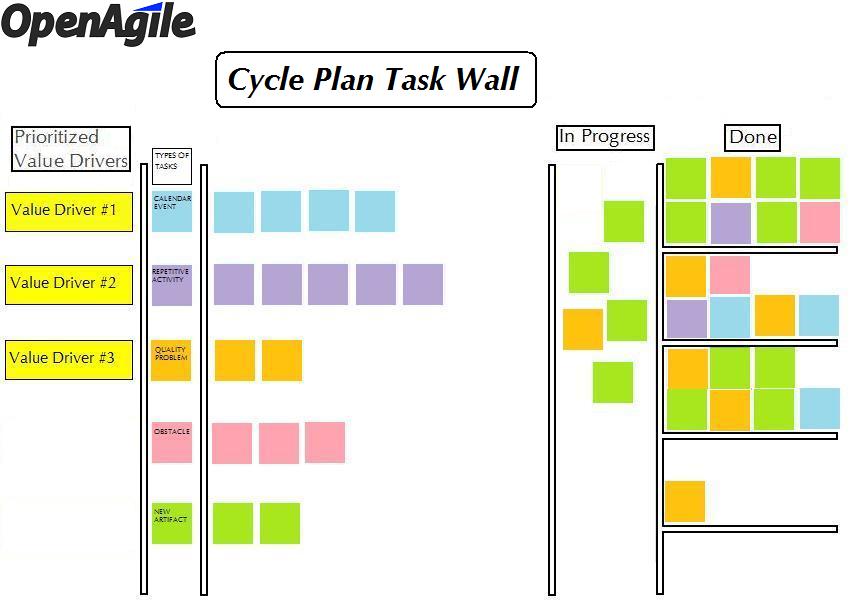 OpenAgile
Cycle Plan Task Wall
Prioritized
Value Drivers
TYPES OF
TASKS
In Progress
Done
Value Driver #1
CALENDAR
EVENT
Value Driver #2
REPETITIVE
ACTIVITY
Value Driver #3
QUALITY
PROBLEM
OBSTACLE
NEW
ARTIFACT